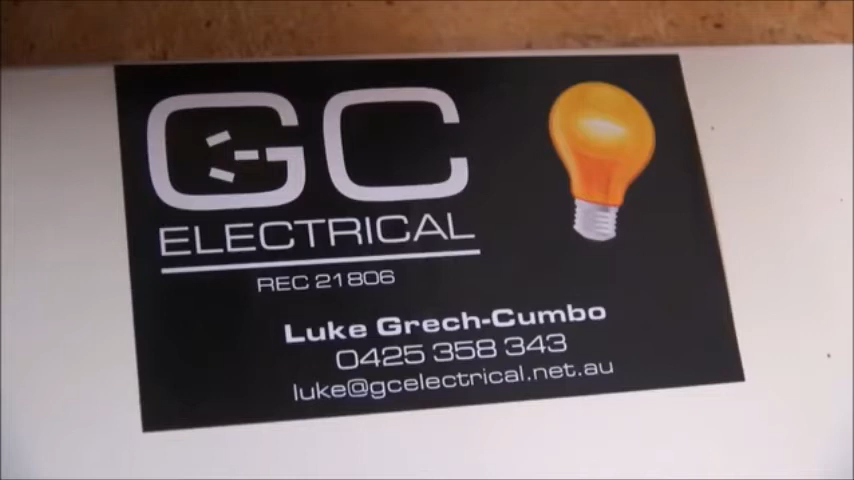 GC
ELECTRICAL
REC 21806
Luke Grech-Cumbo
0425 358 343
luke@gcelectrical.net.au